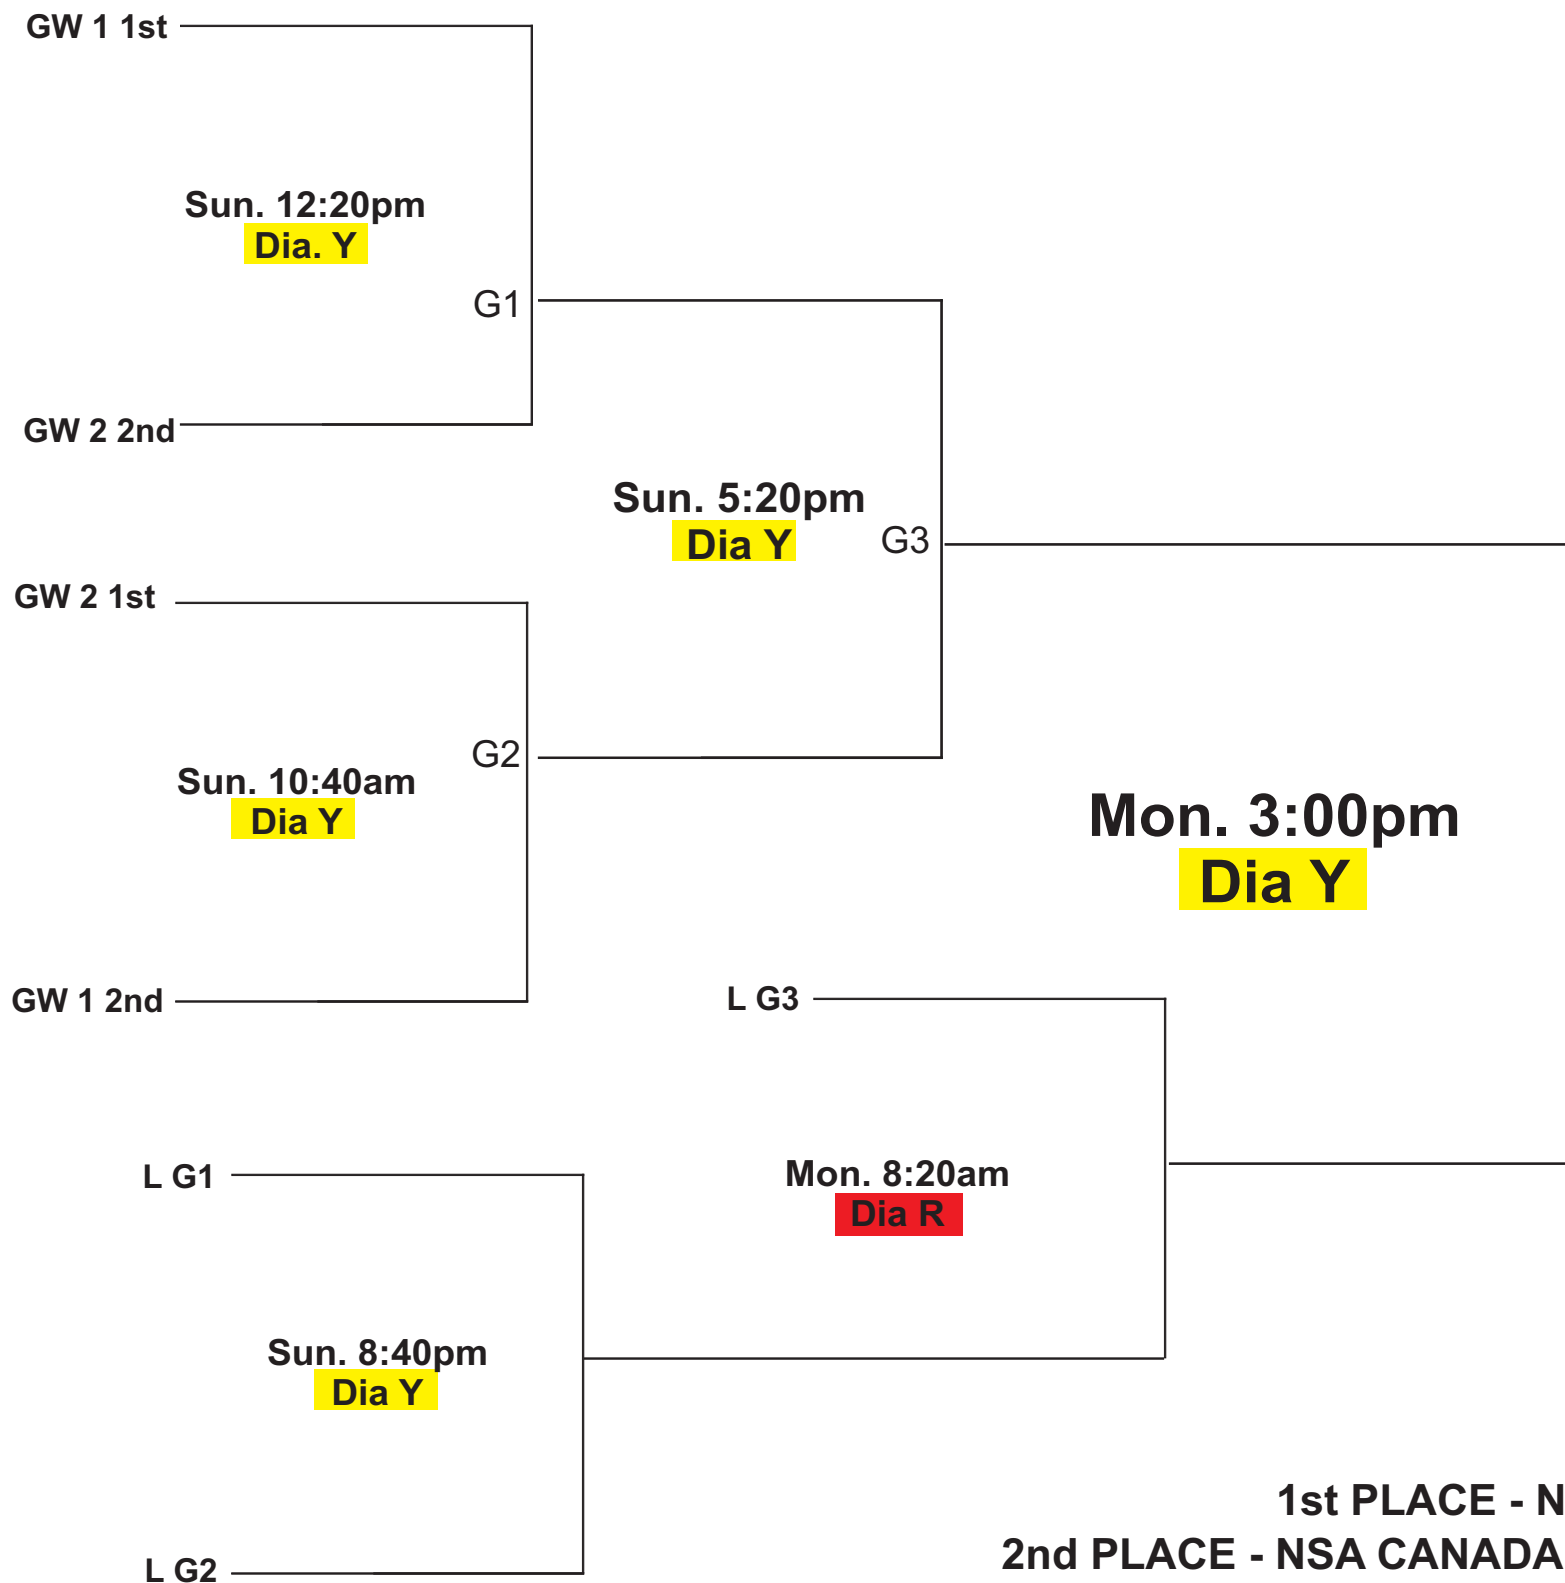 GW 1 1st
Sun. 12:20pm
Dia. Y
G1
GW 2 2nd
Sun. 5:20pm
Dia Y
G3
GW 2 1st
G2
Sun. 10:40am
Dia Y
Mon. 3:00pm
Dia Y
GW 1 2nd
L G3
L G1
Mon. 8:20am
Dia R
Sun. 8:40pm
Dia Y
1st PLACE - N
2nd PLACE - NSA CANADA
L G2